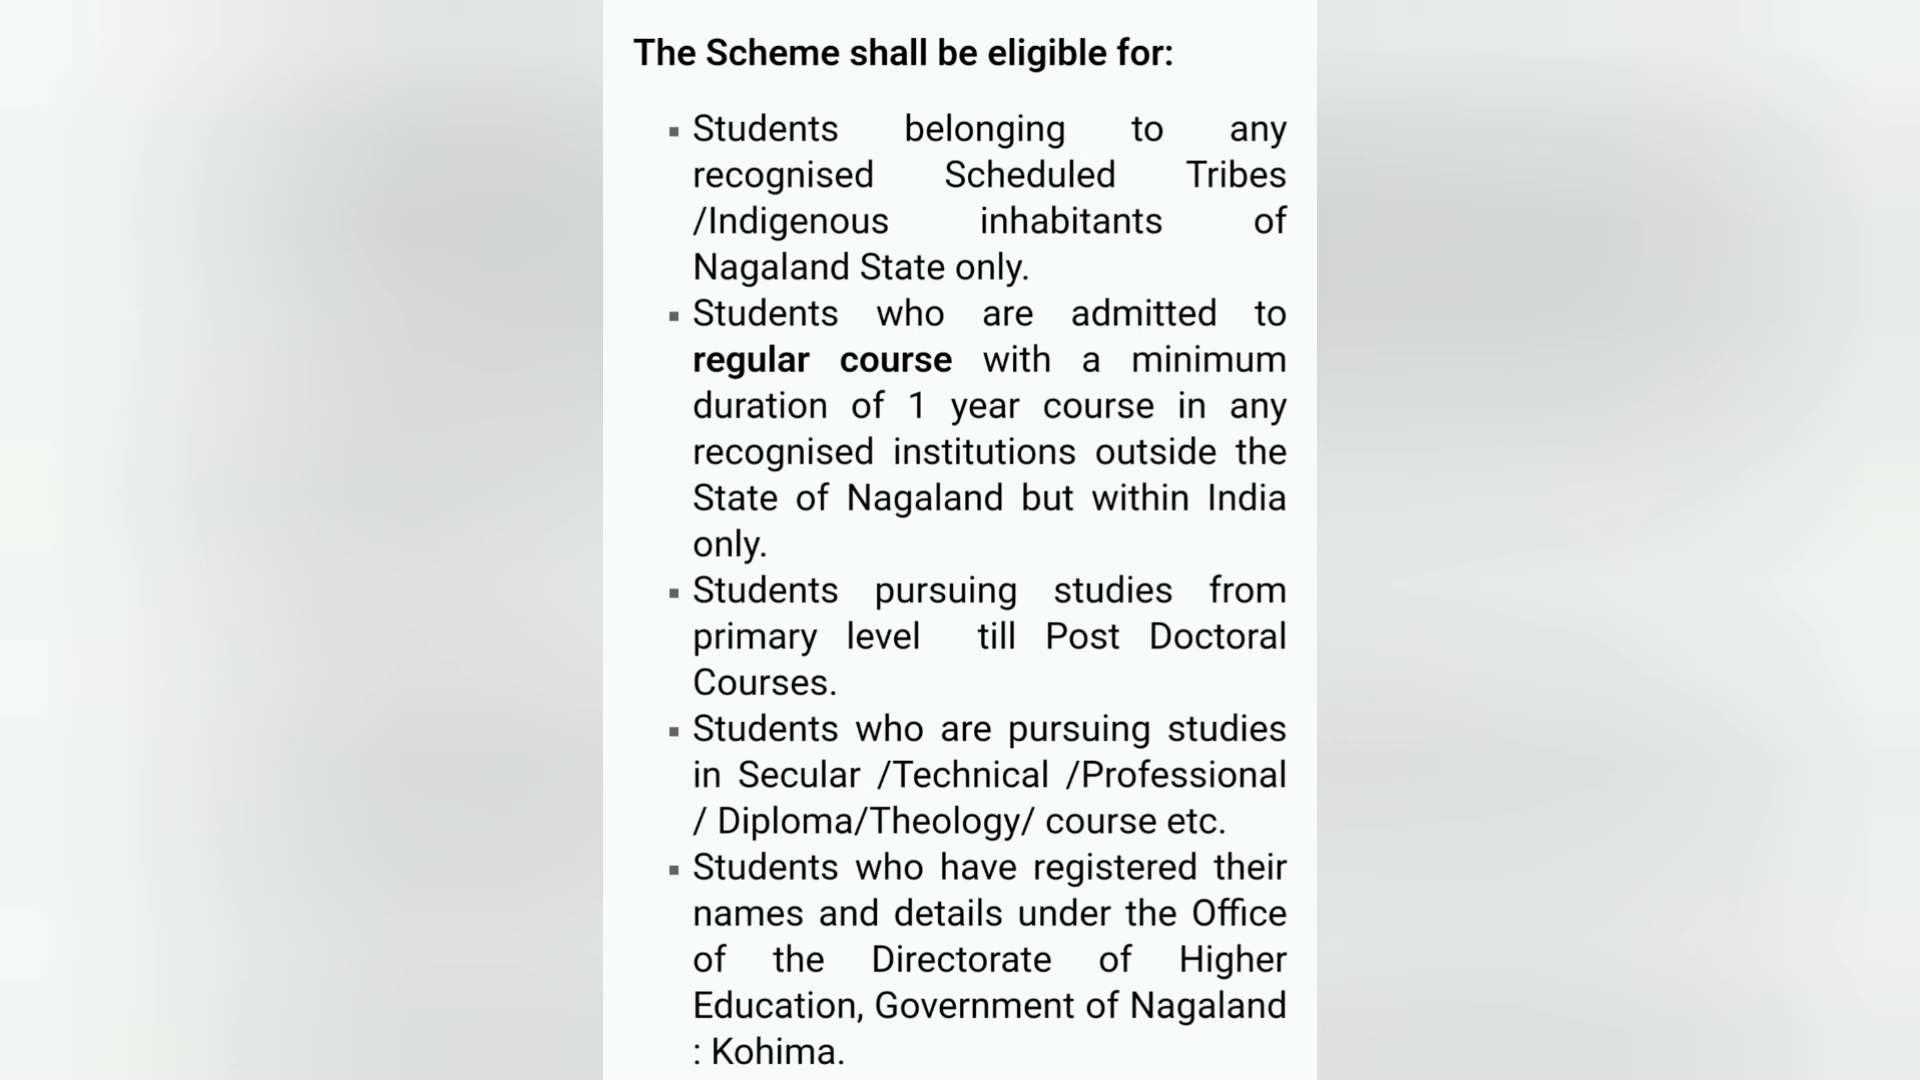 The Scheme shall be eligible for:
▪ Students belonging to any
recognised Scheduled Tribes
/Indigenous inhabitants of
Nagaland State only.
▪ Students who are admitted to
regular course with a minimum
duration of 1 year course in any
recognised institutions outside the
State of Nagaland but within India
only.
▪ Students pursuing studies from
primary level till Post Doctoral
Courses.
▪ Students who are pursuing studies
in Secular /Technical /Professional
/ Diploma/Theology/ course etc.
▪ Students who have registered their
names and details under the Office
of the Directorate of Higher
Education, Government of Nagaland
: Kohima.